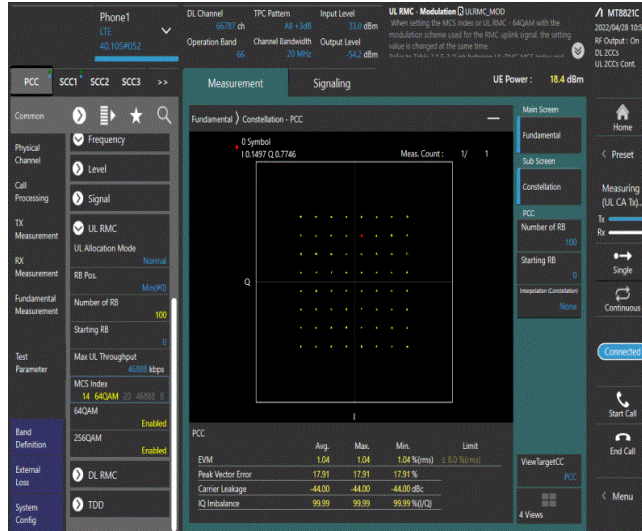 Phone1
LTE
40.105#052
DL Channel
66787 ch
TPC Pattern
All +3dB
Input Level
33.0 dBm
Operation Band
66
Channel Bandwidth
20 MHz
Output Level
-54.2 dBm
UL RMC - Modulation ULRMC_MOD
When setting the MCS index or UL RMC - 64QAM with the
modulation scheme used for the RMC uplink signal, the setting
value is changed at the same time.
MT8821C
2022/04/28 10:5
RF Output : On
DL 2CCs
UL 2CCs Cont.
PCC SCC1 SCC2 SCC3 >>
Measurement Signaling
UE Power : 18.4 dBm
Common
Physical
Channel
Call
Processing
TX
Measurement
RX
Measurement
Fundamental
Measurement
Test
Parameter
Band
Definition
External
Loss
System
Config
Frequency
Level
Signal
UL RMC
UL Allocation Mode
Normal
RB Pos.
Min(#0)
Number of RB
100
Starting RB
0
Max UL Throughput
46888 kbps
MCS Index
14 64QAM 20 46888 8
64QAM
Enabled
256QAM
Enabled
DL RMC
TDD
Fundamental 〉 Constellation - PCC
0 Symbol
I 0.1497 Q 0.7746
Meas. Count : 1/ 1
Q
I
PCC
Avg. Max. Min. Limit
EVM 1.04 1.04 1.04 %(rms) ≤ 8.0 %(rms)
Peak Vector Error 17.91 17.91 17.91 %
Carrier Leakage -44.00 -44.00 -44.00 dBc
IQ Imbalance 99.99 99.99 99.99 %(I/Q)
Main Screen
Fundamental
Sub Screen
Constellation
PCC
Number of RB
100
Starting RB
0
Interpolation (Constellation)
None
ViewTargetCC
PCC
4 Views
Home
< Preset
Measuring
(UL CA Tx)...
Tx
Rx
Single
Continuous
Connected
Start Call
End Call
< Menu